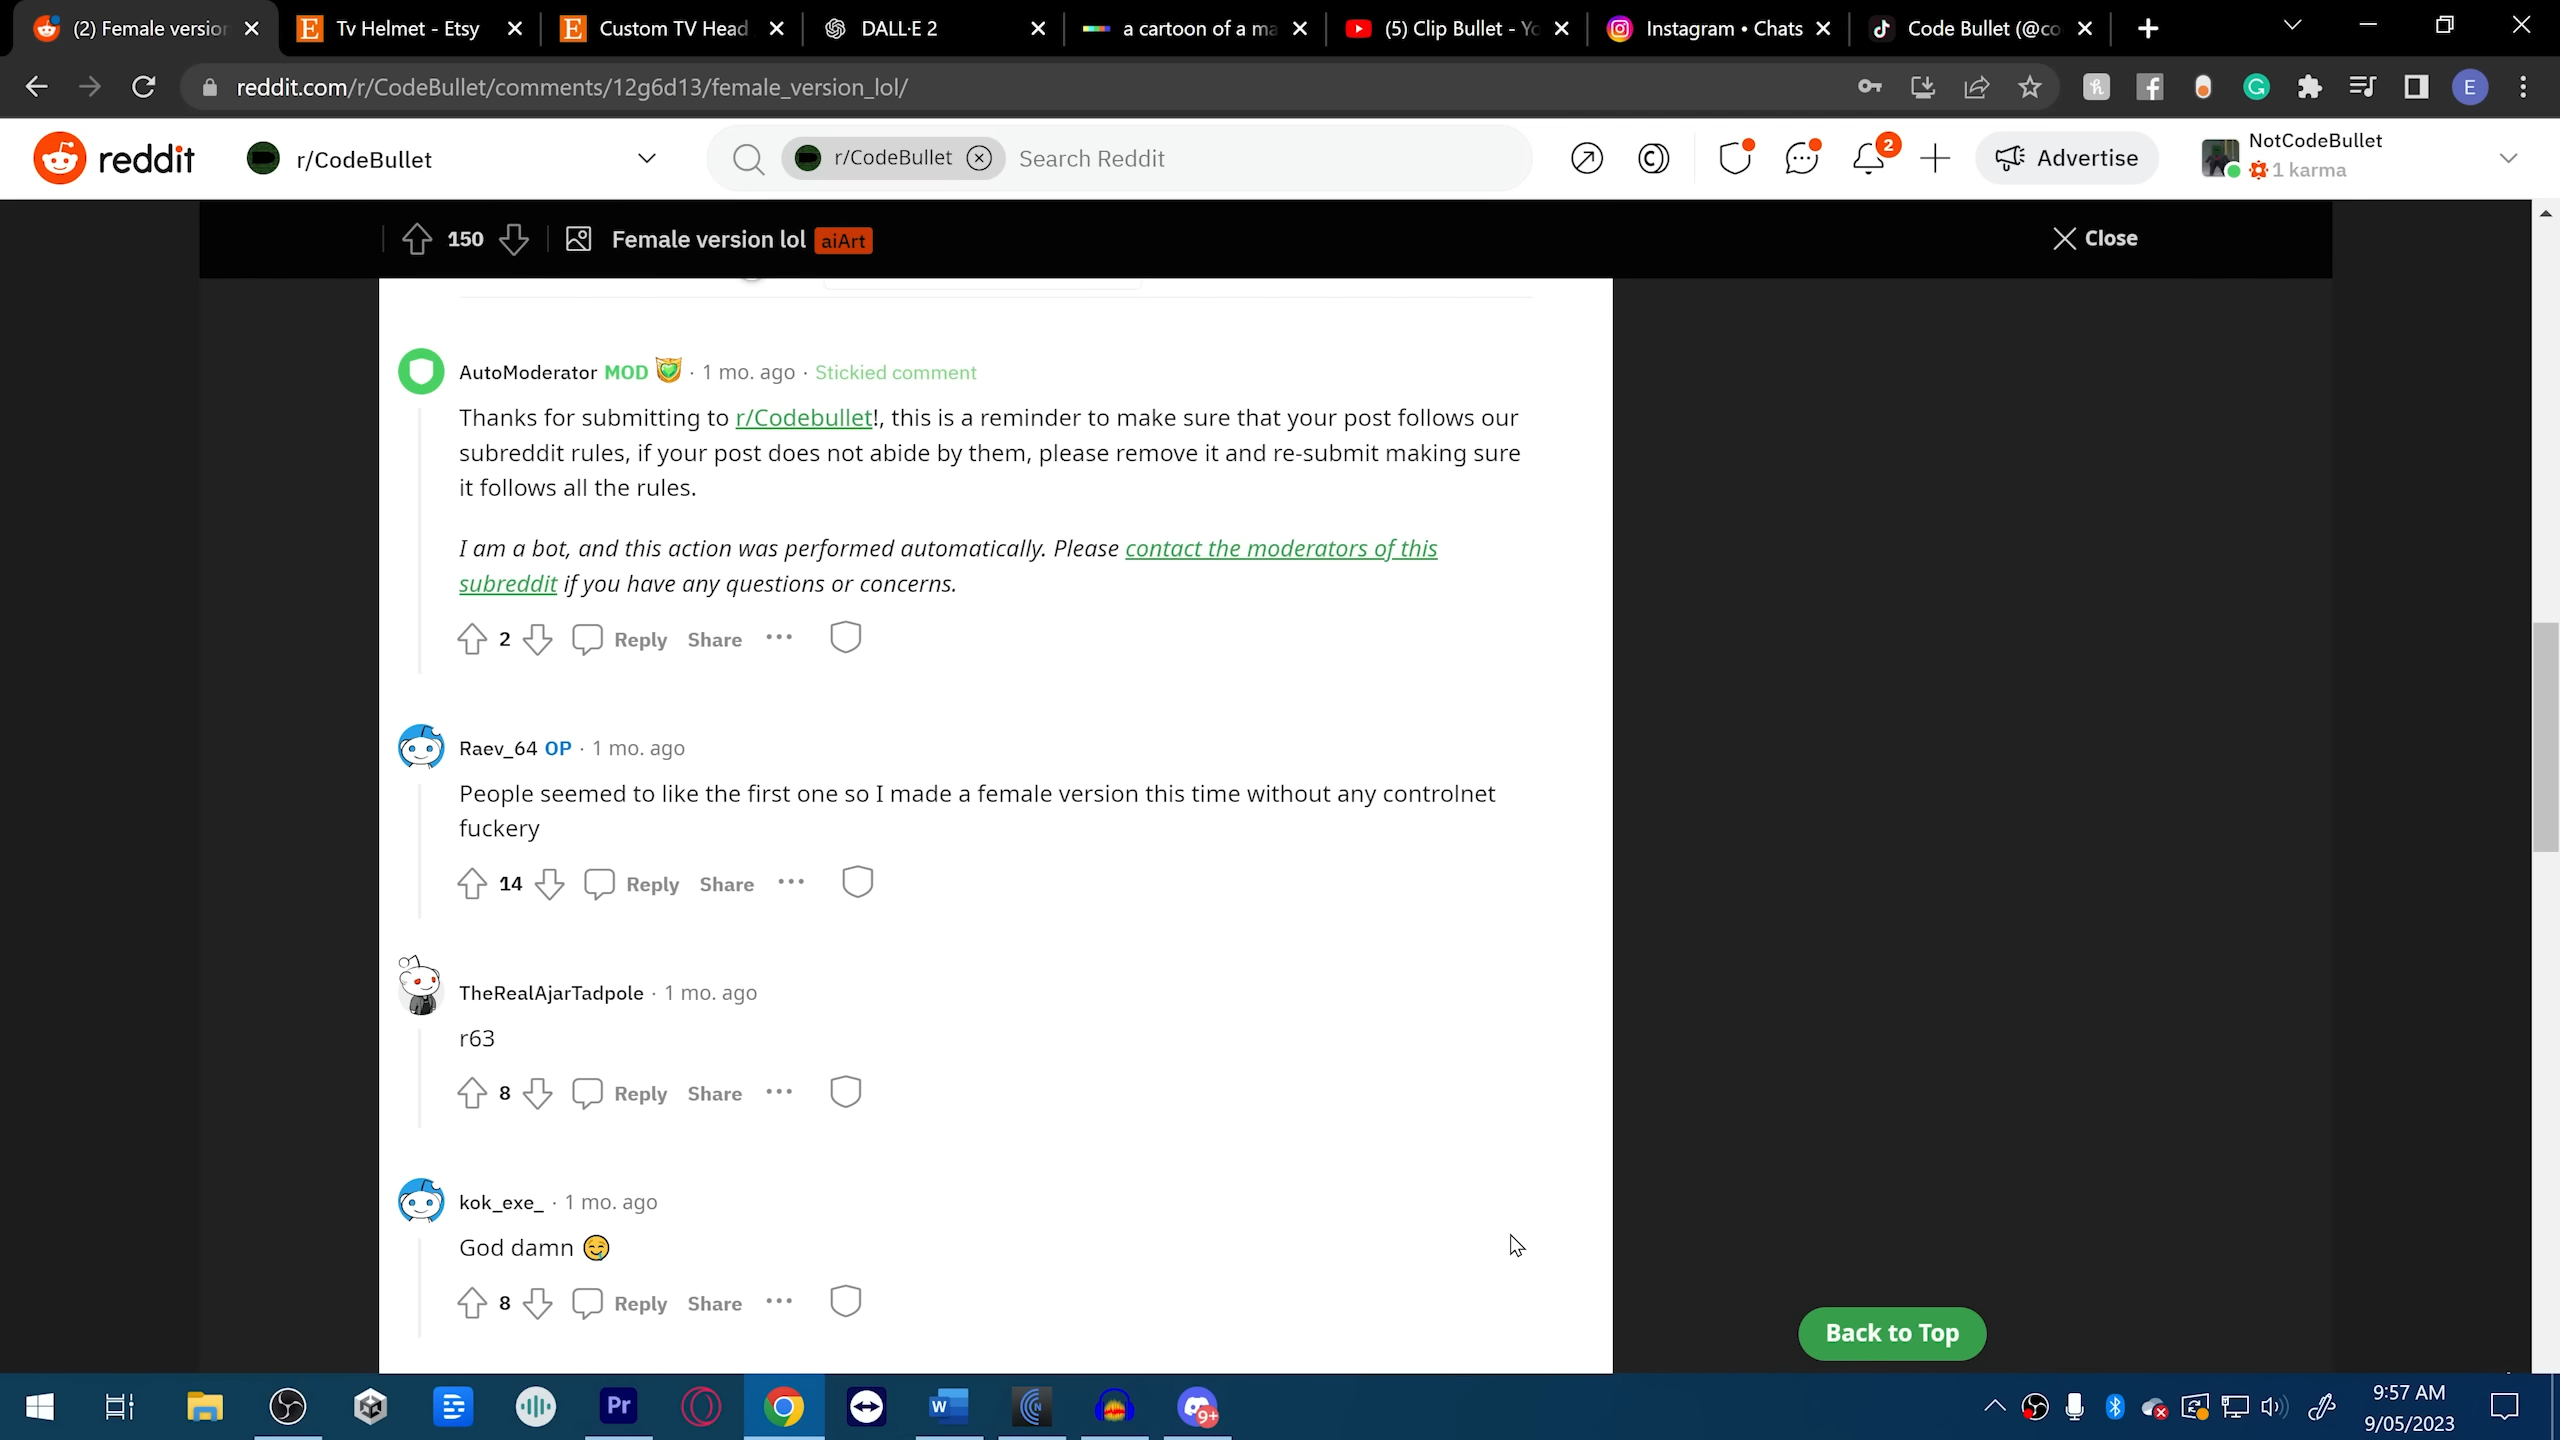 (2) Female version
Tv Helmet - Etsy
Custom TV Head
DALL·E 2
a cartoon of a ma
(5) Clip Bullet - Yo
Instagram • Chats
Code Bullet (@co
reddit.com/r/CodeBullet/comments/12g6d13/female_version_lol/
E
reddit
r/CodeBullet
r/CodeBullet
Search Reddit
2
Advertise
NotCodeBullet
1 karma
150
Female version lol aiArt
Close
AutoModerator MOD · 1 mo. ago · Stickied comment
Thanks for submitting to r/Codebullet!, this is a reminder to make sure that your post follows our
subreddit rules, if your post does not abide by them, please remove it and re-submit making sure
it follows all the rules.
I am a bot, and this action was performed automatically. Please contact the moderators of this
subreddit if you have any questions or concerns.
2 Reply Share ···
Raev_64 OP · 1 mo. ago
People seemed to like the first one so I made a female version this time without any controlnet
fuckery
14 Reply Share ···
TheRealAjarTadpole · 1 mo. ago
r63
8 Reply Share ···
kok_exe_ · 1 mo. ago
God damn 🤤
8 Reply Share ···
Back to Top
Pr
W
9+
9:57 AM
9/05/2023